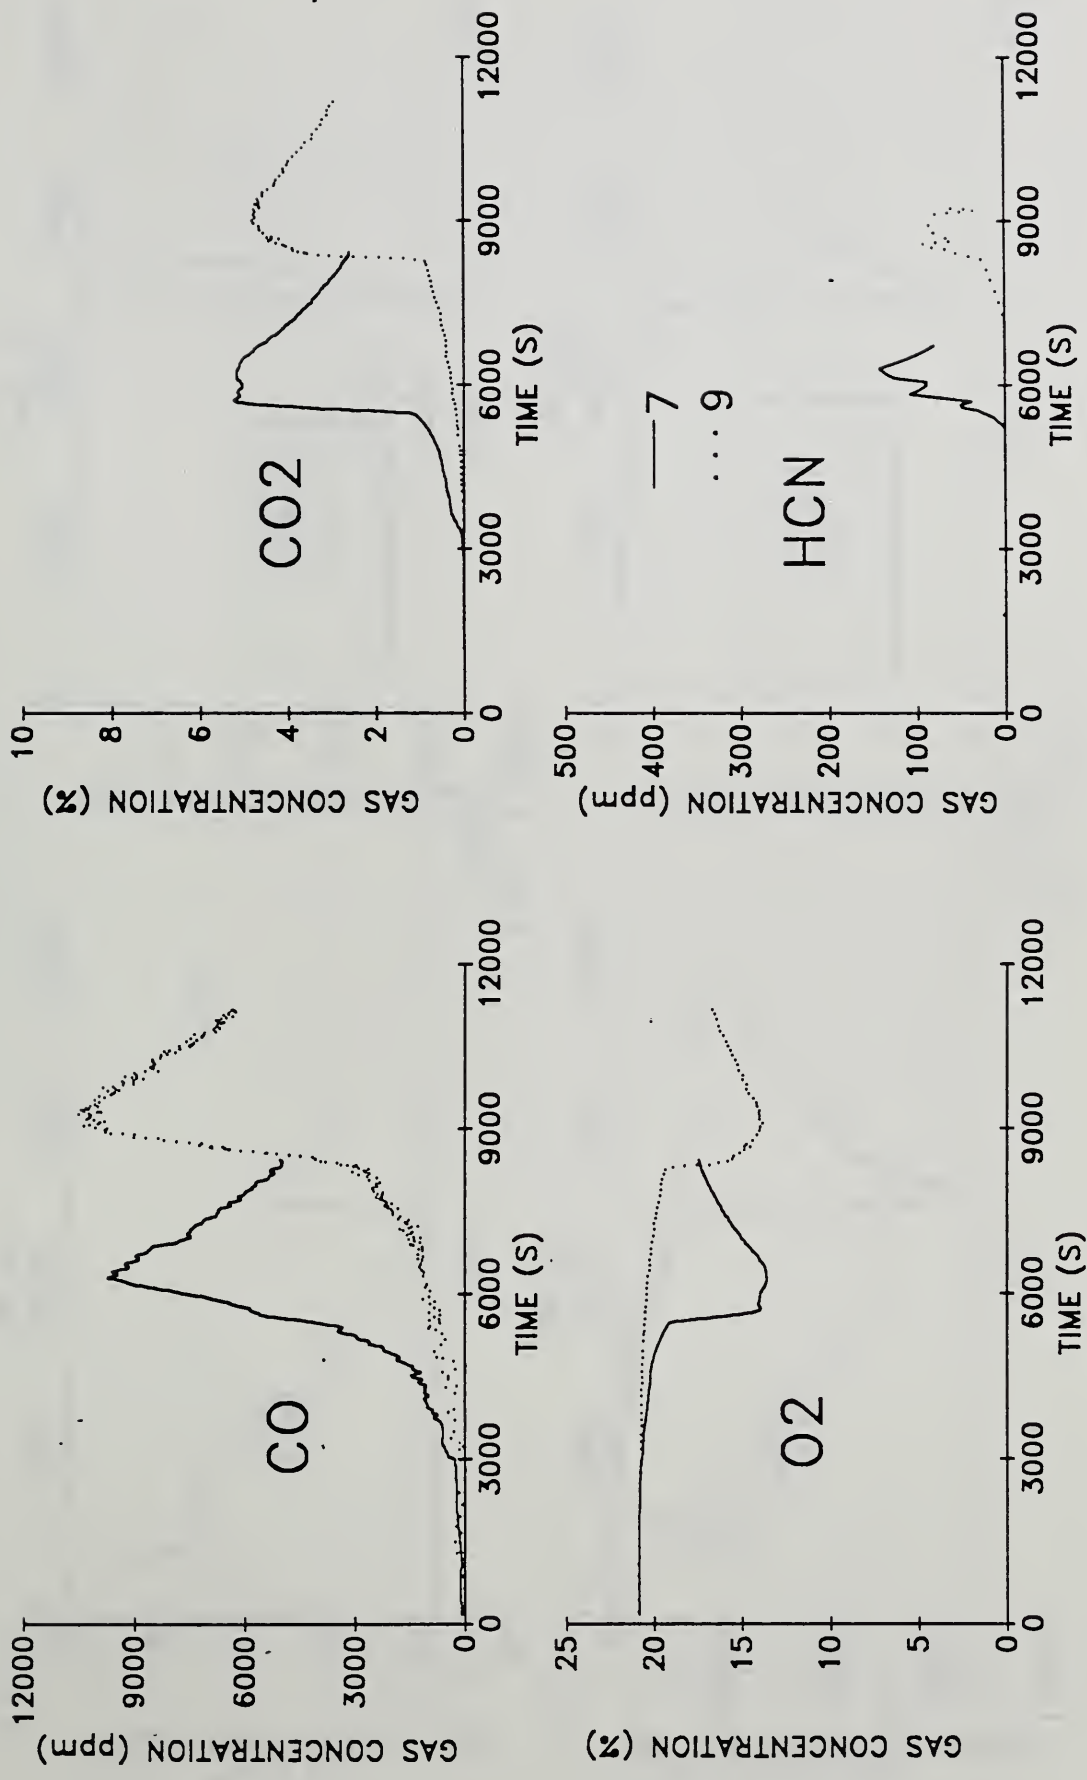 GAS CONCENTRATION (ppm)
12000
9000
6000
3000
0
CO
0 3000 6000 9000 12000
TIME (S)
GAS CONCENTRATION (%)
10
8
6
4
2
0
CO2
0 3000 6000 9000 12000
TIME (S)
GAS CONCENTRATION (%)
25
20
15
10
5
0
O2
0 3000 6000 9000 12000
TIME (S)
GAS CONCENTRATION (ppm)
500
400
300
200
100
0
7
9
HCN
0 3000 6000 9000 12000
TIME (S)